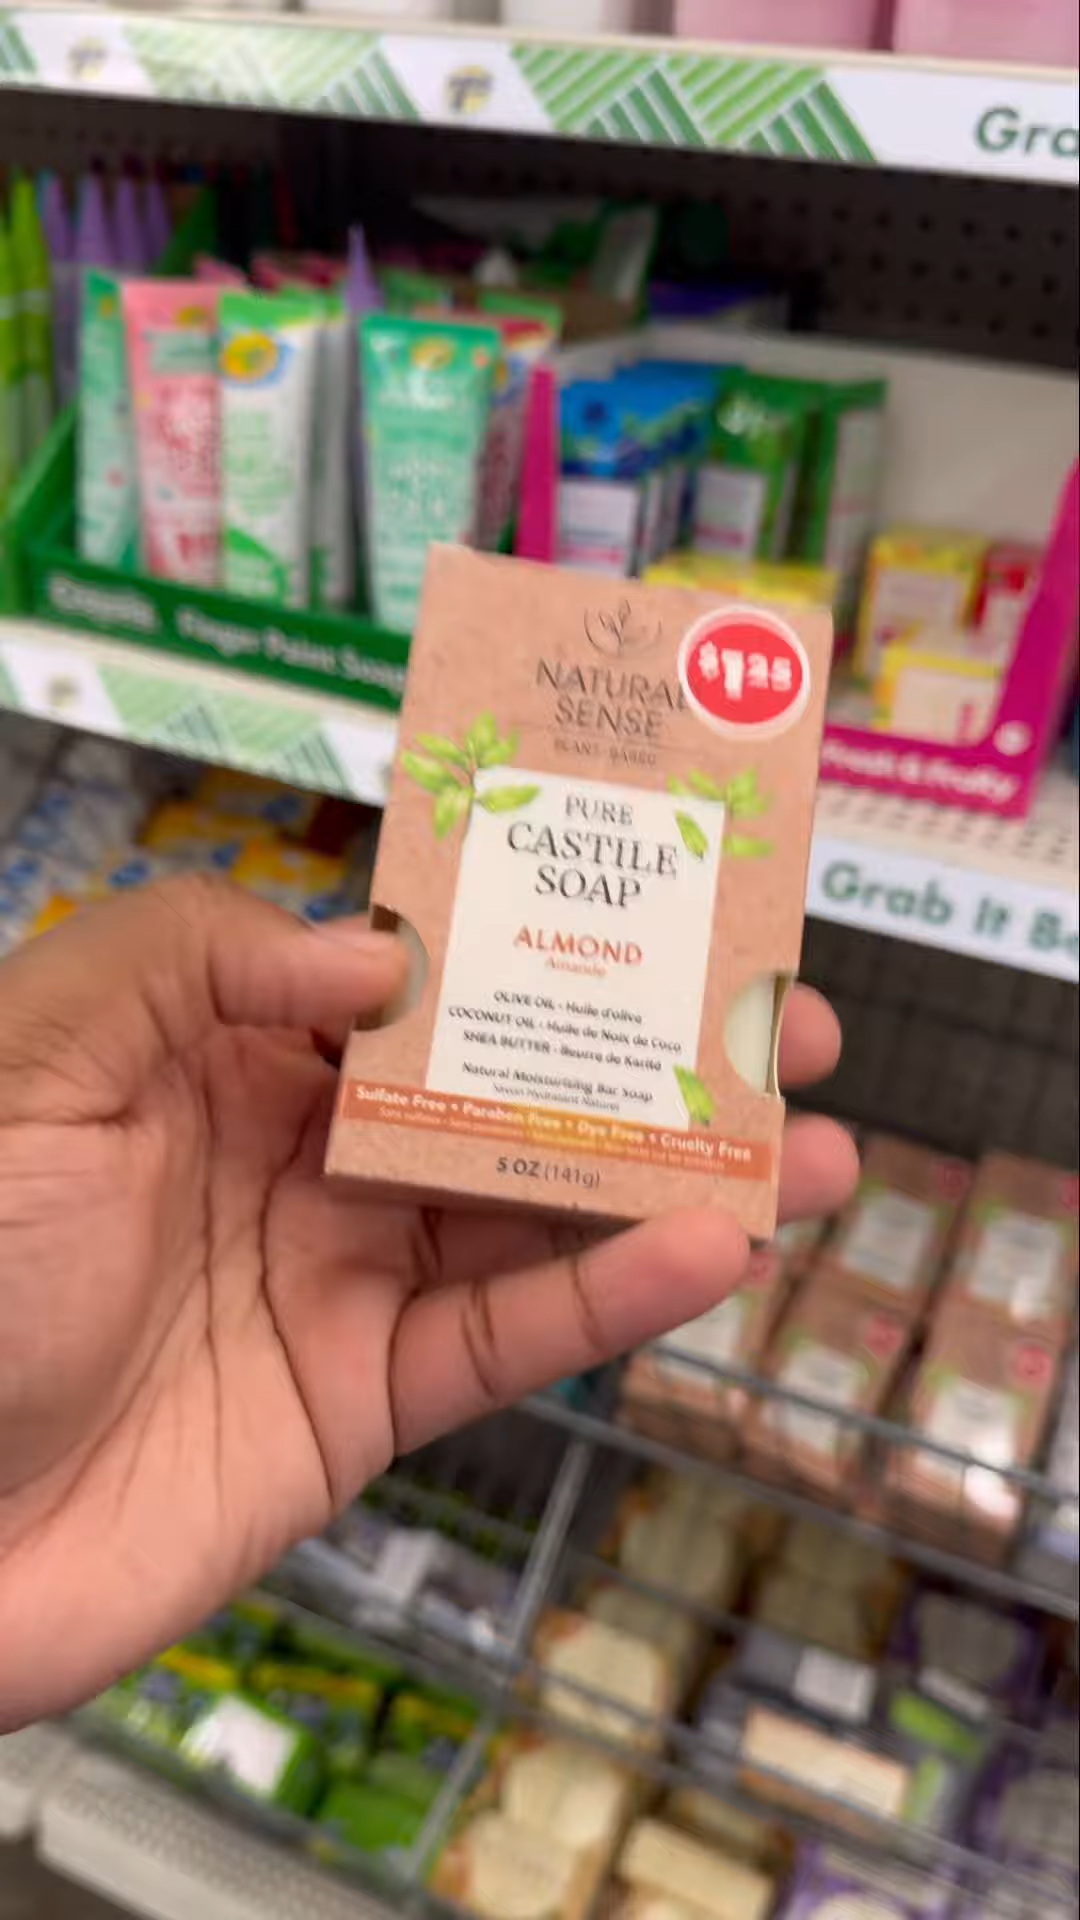 Gra
Finger Paint Soap
NATURAL
SENSE
PLANT-BASED
$1.25
PURE
CASTILE
SOAP
ALMOND
Amande
OLIVE OIL - Huile d'olive
COCONUT OIL - Huile de Noix de Coco
SHEA BUTTER - Beurre de Karité
Natural Moisturising Bar Soap
Savon Hydratant Naturel
Sulfate Free • Paraben Free • Dye Free • Cruelty Free
5 OZ (141g)
Fresh & Fruity
Grab It B